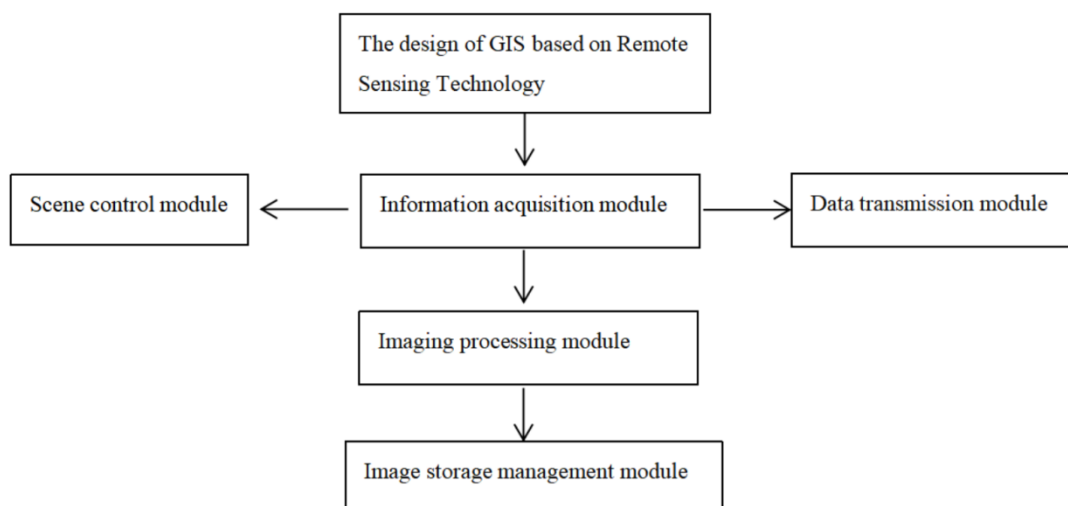 The design of GIS based on Remote
Sensing Technology
Scene control module
Information acquisition module
Data transmission module
Imaging processing module
Image storage management module